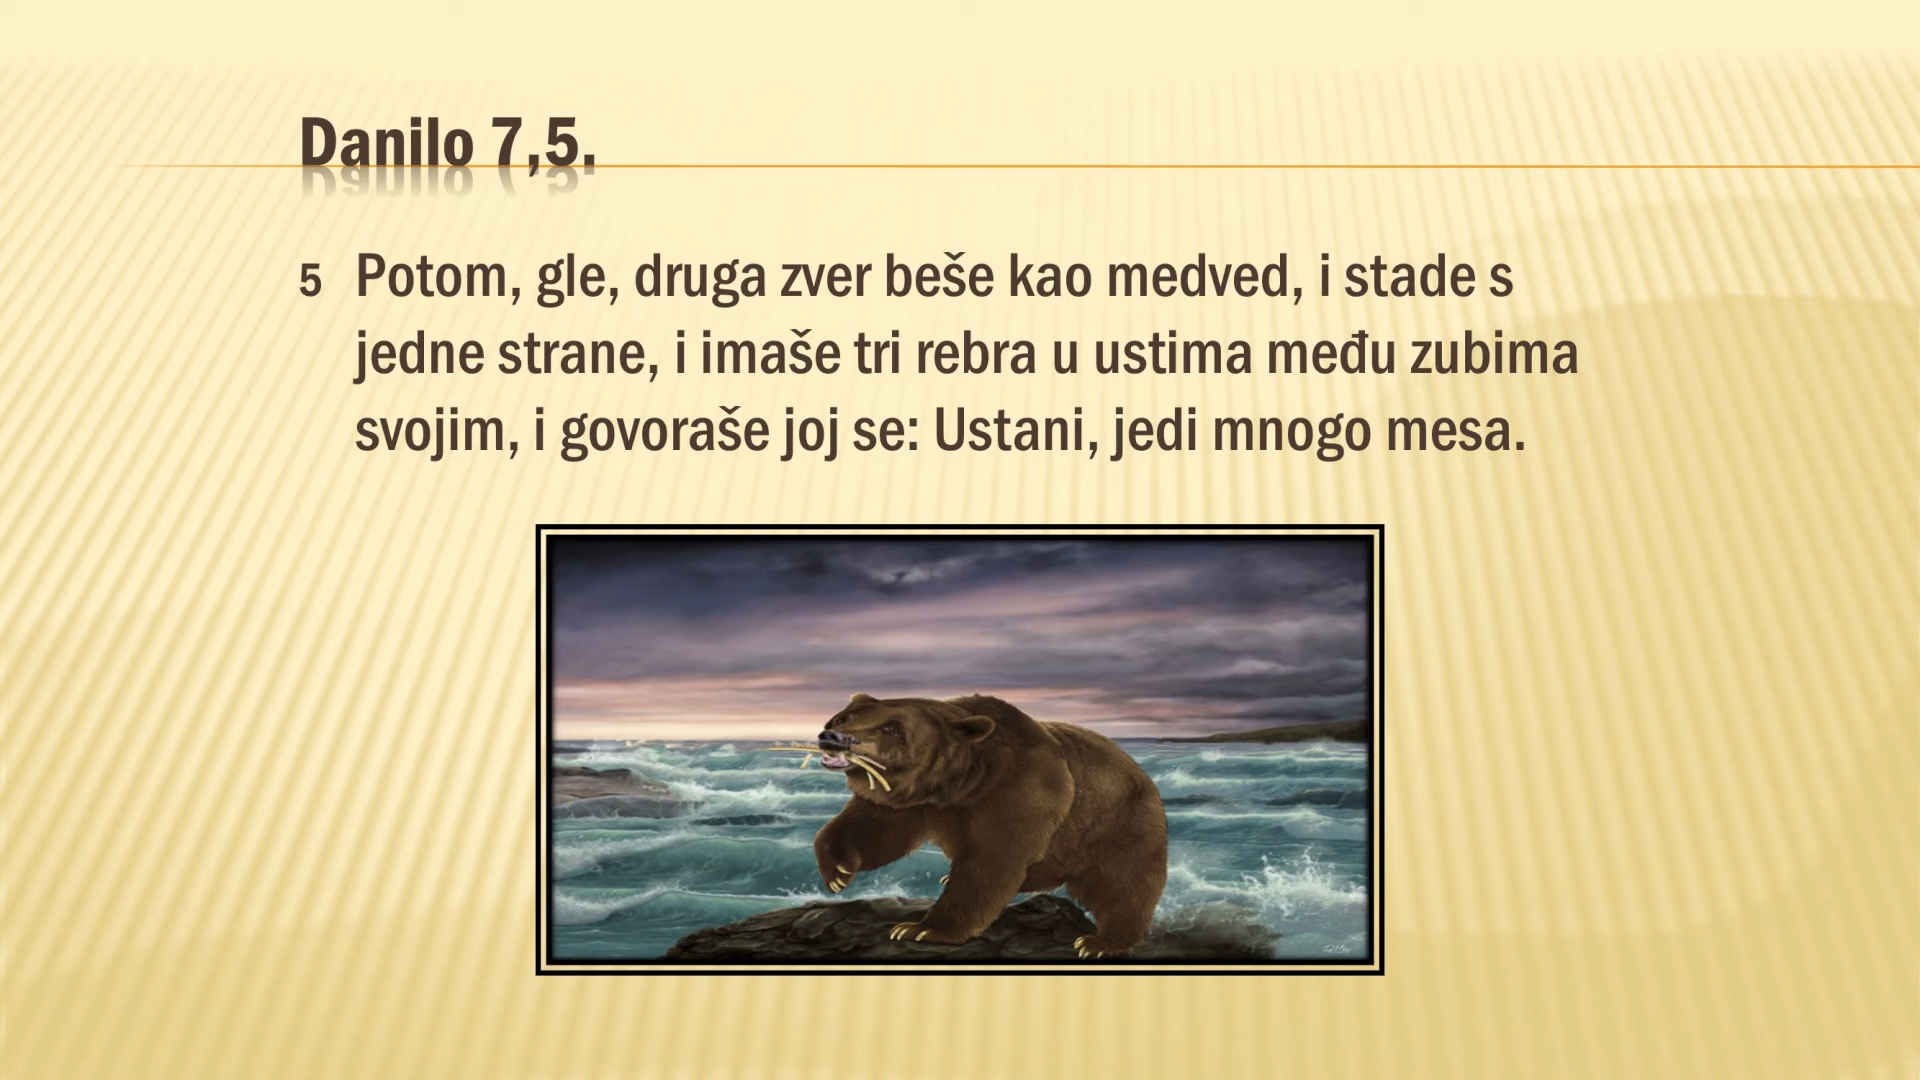 Danilo 7,5.
5 Potom, gle, druga zver beše kao medved, i stade s
jedne strane, i imaše tri rebra u ustima među zubima
svojim, i govoraše joj se: Ustani, jedi mnogo mesa.